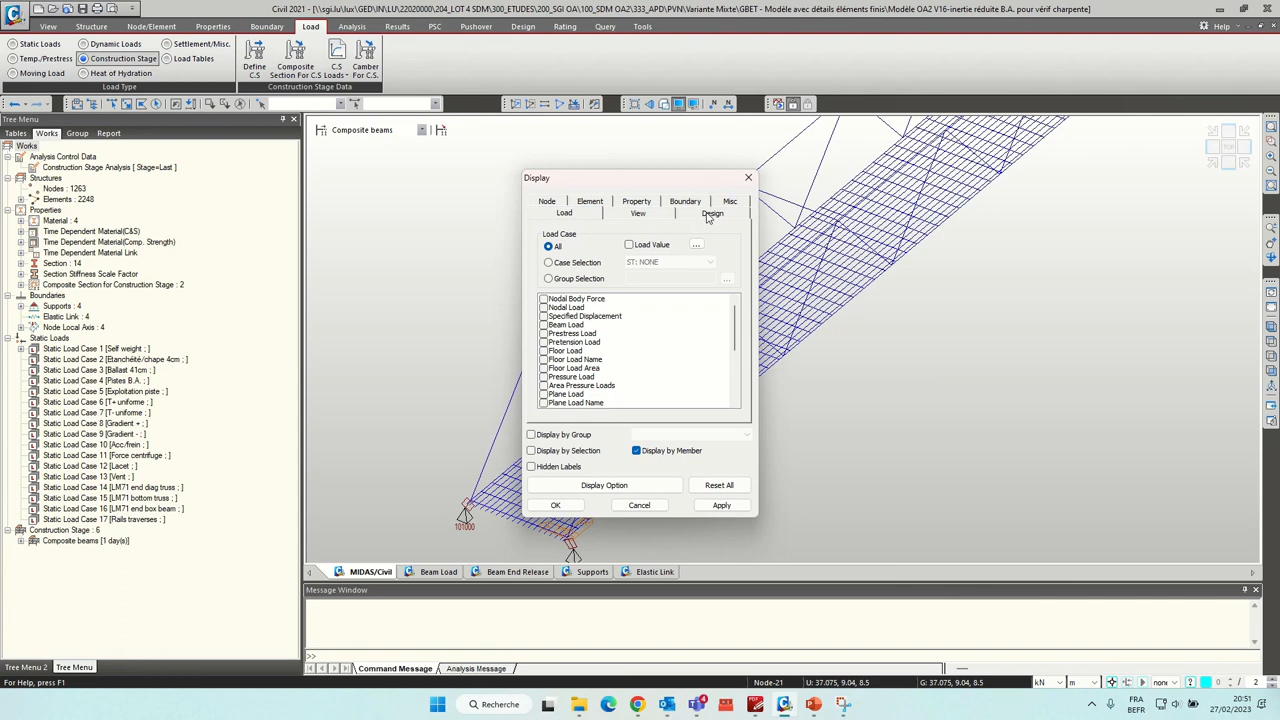 Civil 2021 - [\\sgi.lu\lux\GED\IN\LU\22020000\204_LOT 4 SDM\300_ETUDES\200_SGI OA\100_SDM OA2\333_APD\PVN\Variante Mixte\GBET - Modèle avec détails éléments finis\Modèle OA2 V16-inertie réduite B.A. pour vérif charpente]
View Structure Node/Element Properties Boundary Load Analysis Results PSC Pushover Design Rating Query Tools Help
Static Loads Dynamic Loads Settlement/Misc.
Temp./Prestress Construction Stage Load Tables
Moving Load Heat of Hydration
Define C.S
Composite Section For C.S
C.S Loads
Camber For C.S.
Load Type Construction Stage Data
Tree Menu
Tables Works Group Report
Works
Analysis Control Data
Construction Stage Analysis [ Stage=Last ]
Structures
Nodes : 1263
Elements : 2248
Properties
Material : 4
Time Dependent Material(C&S)
Time Dependent Material(Comp. Strength)
Time Dependent Material Link
Section : 14
Section Stiffness Scale Factor
Composite Section for Construction Stage : 2
Boundaries
Supports : 4
Elastic Link : 4
Node Local Axis : 4
Static Loads
Static Load Case 1 [Self weight ; ]
Static Load Case 2 [Etanchéité/chape 4cm ; ]
Static Load Case 3 [Ballast 41cm ; ]
Static Load Case 4 [Pistes B.A. ; ]
Static Load Case 5 [Exploitation piste ; ]
Static Load Case 6 [T+ uniforme ; ]
Static Load Case 7 [T- uniforme ; ]
Static Load Case 8 [Gradient + ; ]
Static Load Case 9 [Gradient - ; ]
Static Load Case 10 [Acc/frein ; ]
Static Load Case 11 [Force centrifuge ; ]
Static Load Case 12 [Lacet ; ]
Static Load Case 13 [Vent ; ]
Static Load Case 14 [LM71 end diag truss ; ]
Static Load Case 15 [LM71 bottom truss ; ]
Static Load Case 16 [LM71 end box beam ; ]
Static Load Case 17 [Rails traverses ; ]
Construction Stage : 6
Composite beams [1 day(s)]
Tree Menu 2 Tree Menu
Composite beams
TOP
Display
Node Element Property Boundary Misc
Load View Design
Load Case
All Load Value ...
Case Selection ST: NONE
Group Selection ...
Nodal Body Force
Nodal Load
Specified Displacement
Beam Load
Prestress Load
Pretension Load
Floor Load
Floor Load Name
Floor Load Area
Pressure Load
Area Pressure Loads
Plane Load
Plane Load Name
Display by Group
Display by Selection Display by Member
Hidden Labels
Display Option Reset All
OK Cancel Apply
101000
MIDAS/Civil Beam Load Beam End Release Supports Elastic Link
Message Window
>>
Command Message Analysis Message
For Help, press F1 Node-21 U: 37.075, 9.04, 8.5 G: 37.075, 9.04, 8.5 kN m none 0 / 2
Recherche
FRA
BEFR
20:51
27/02/2023